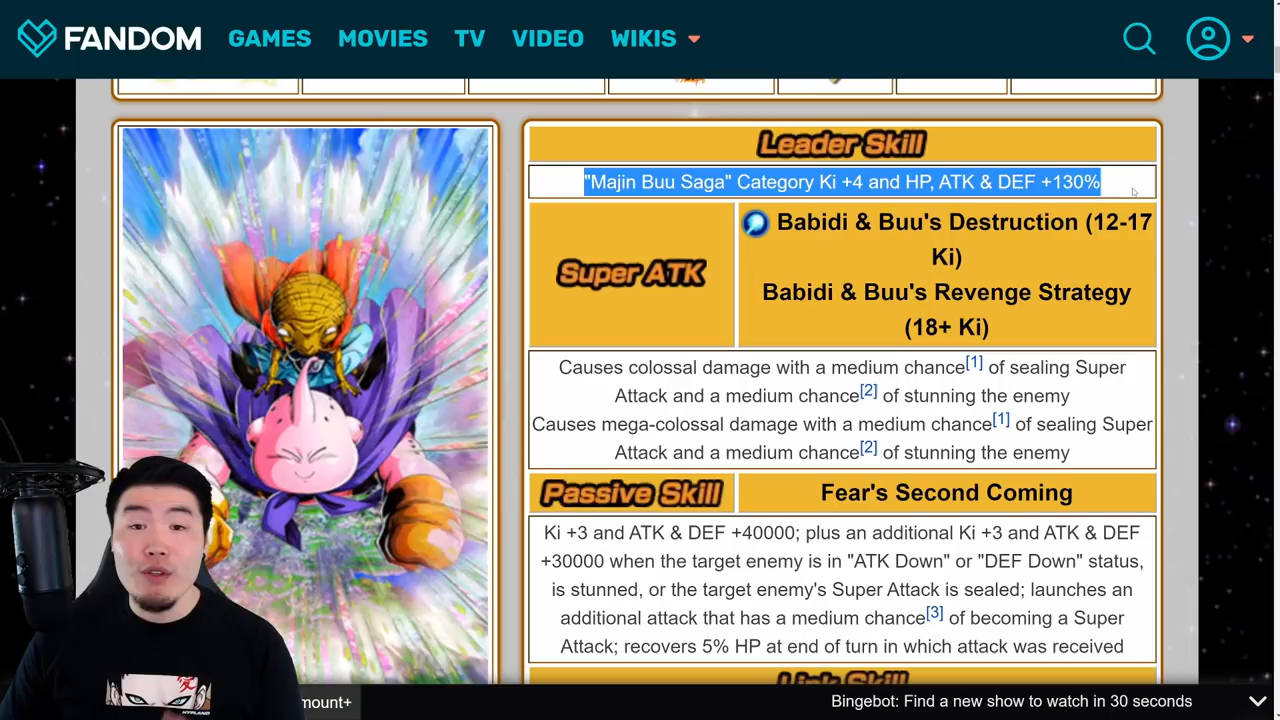 FANDOM GAMES MOVIES TV VIDEO WIKIS
Leader Skill
"Majin Buu Saga" Category Ki +4 and HP, ATK & DEF +130%
Super ATK
Babidi & Buu's Destruction (12-17
Ki)
Babidi & Buu's Revenge Strategy
(18+ Ki)
Causes colossal damage with a medium chance[1] of sealing Super
Attack and a medium chance[2] of stunning the enemy
Causes mega-colossal damage with a medium chance[1] of sealing Super
Attack and a medium chance[2] of stunning the enemy
Passive Skill
Fear's Second Coming
Ki +3 and ATK & DEF +40000; plus an additional Ki +3 and ATK & DEF
+30000 when the target enemy is in "ATK Down" or "DEF Down" status,
is stunned, or the target enemy's Super Attack is sealed; launches an
additional attack that has a medium chance[3] of becoming a Super
Attack; recovers 5% HP at end of turn in which attack was received
Link Skill
mount+
Bingebot: Find a new show to watch in 30 seconds